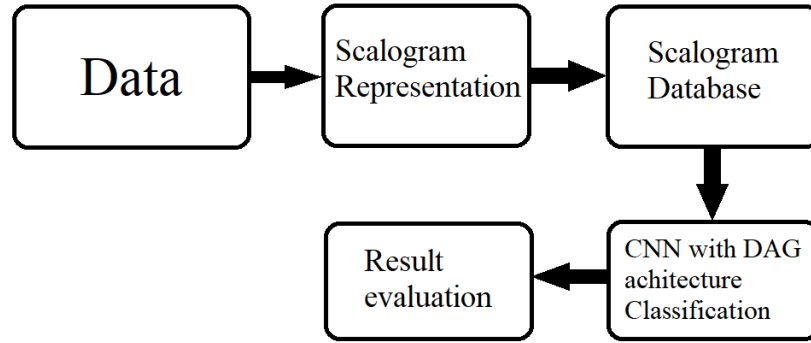 Data
Scalogram
Representation
Scalogram
Database
CNN with DAG
achitecture
Classification
Result
evaluation